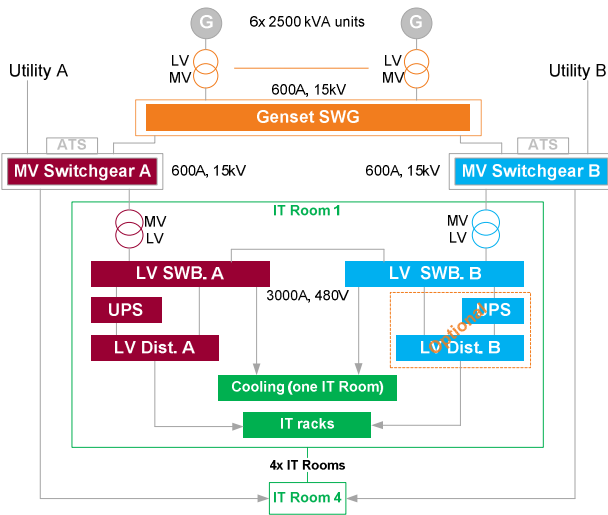 G
6x 2500 kVA units
G
LV
MV
LV
MV
Utility A
Utility B
600A, 15kV
Genset SWG
ATS
ATS
MV Switchgear A
600A, 15kV
600A, 15kV
MV Switchgear B
IT Room 1
MV
LV
MV
LV
LV SWB. A
LV SWB. B
3000A, 480V
UPS
UPS
Optional
LV Dist. A
LV Dist. B
Cooling (one IT Room)
IT racks
4x IT Rooms
IT Room 4